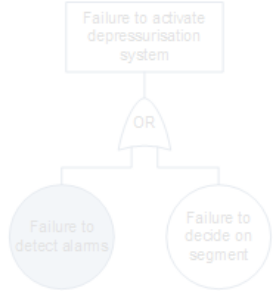 Failure to activate
depressurisation
system
OR
Failure to
detect alarms
Failure to
decide on
segment